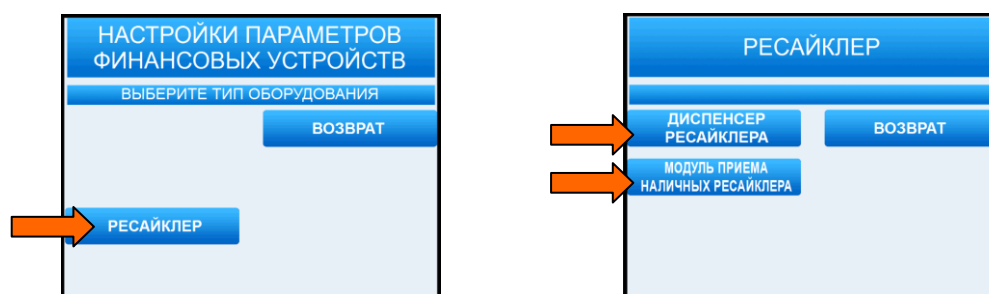 НАСТРОЙКИ ПАРАМЕТРОВ
ФИНАНСОВЫХ УСТРОЙСТВ
ВЫБЕРИТЕ ТИП ОБОРУДОВАНИЯ
ВОЗВРАТ
РЕСАЙКЛЕР
РЕСАЙКЛЕР
ДИСПЕНСЕР
РЕСАЙКЛЕРА
ВОЗВРАТ
МОДУЛЬ ПРИЕМА
НАЛИЧНЫХ РЕСАЙКЛЕРА